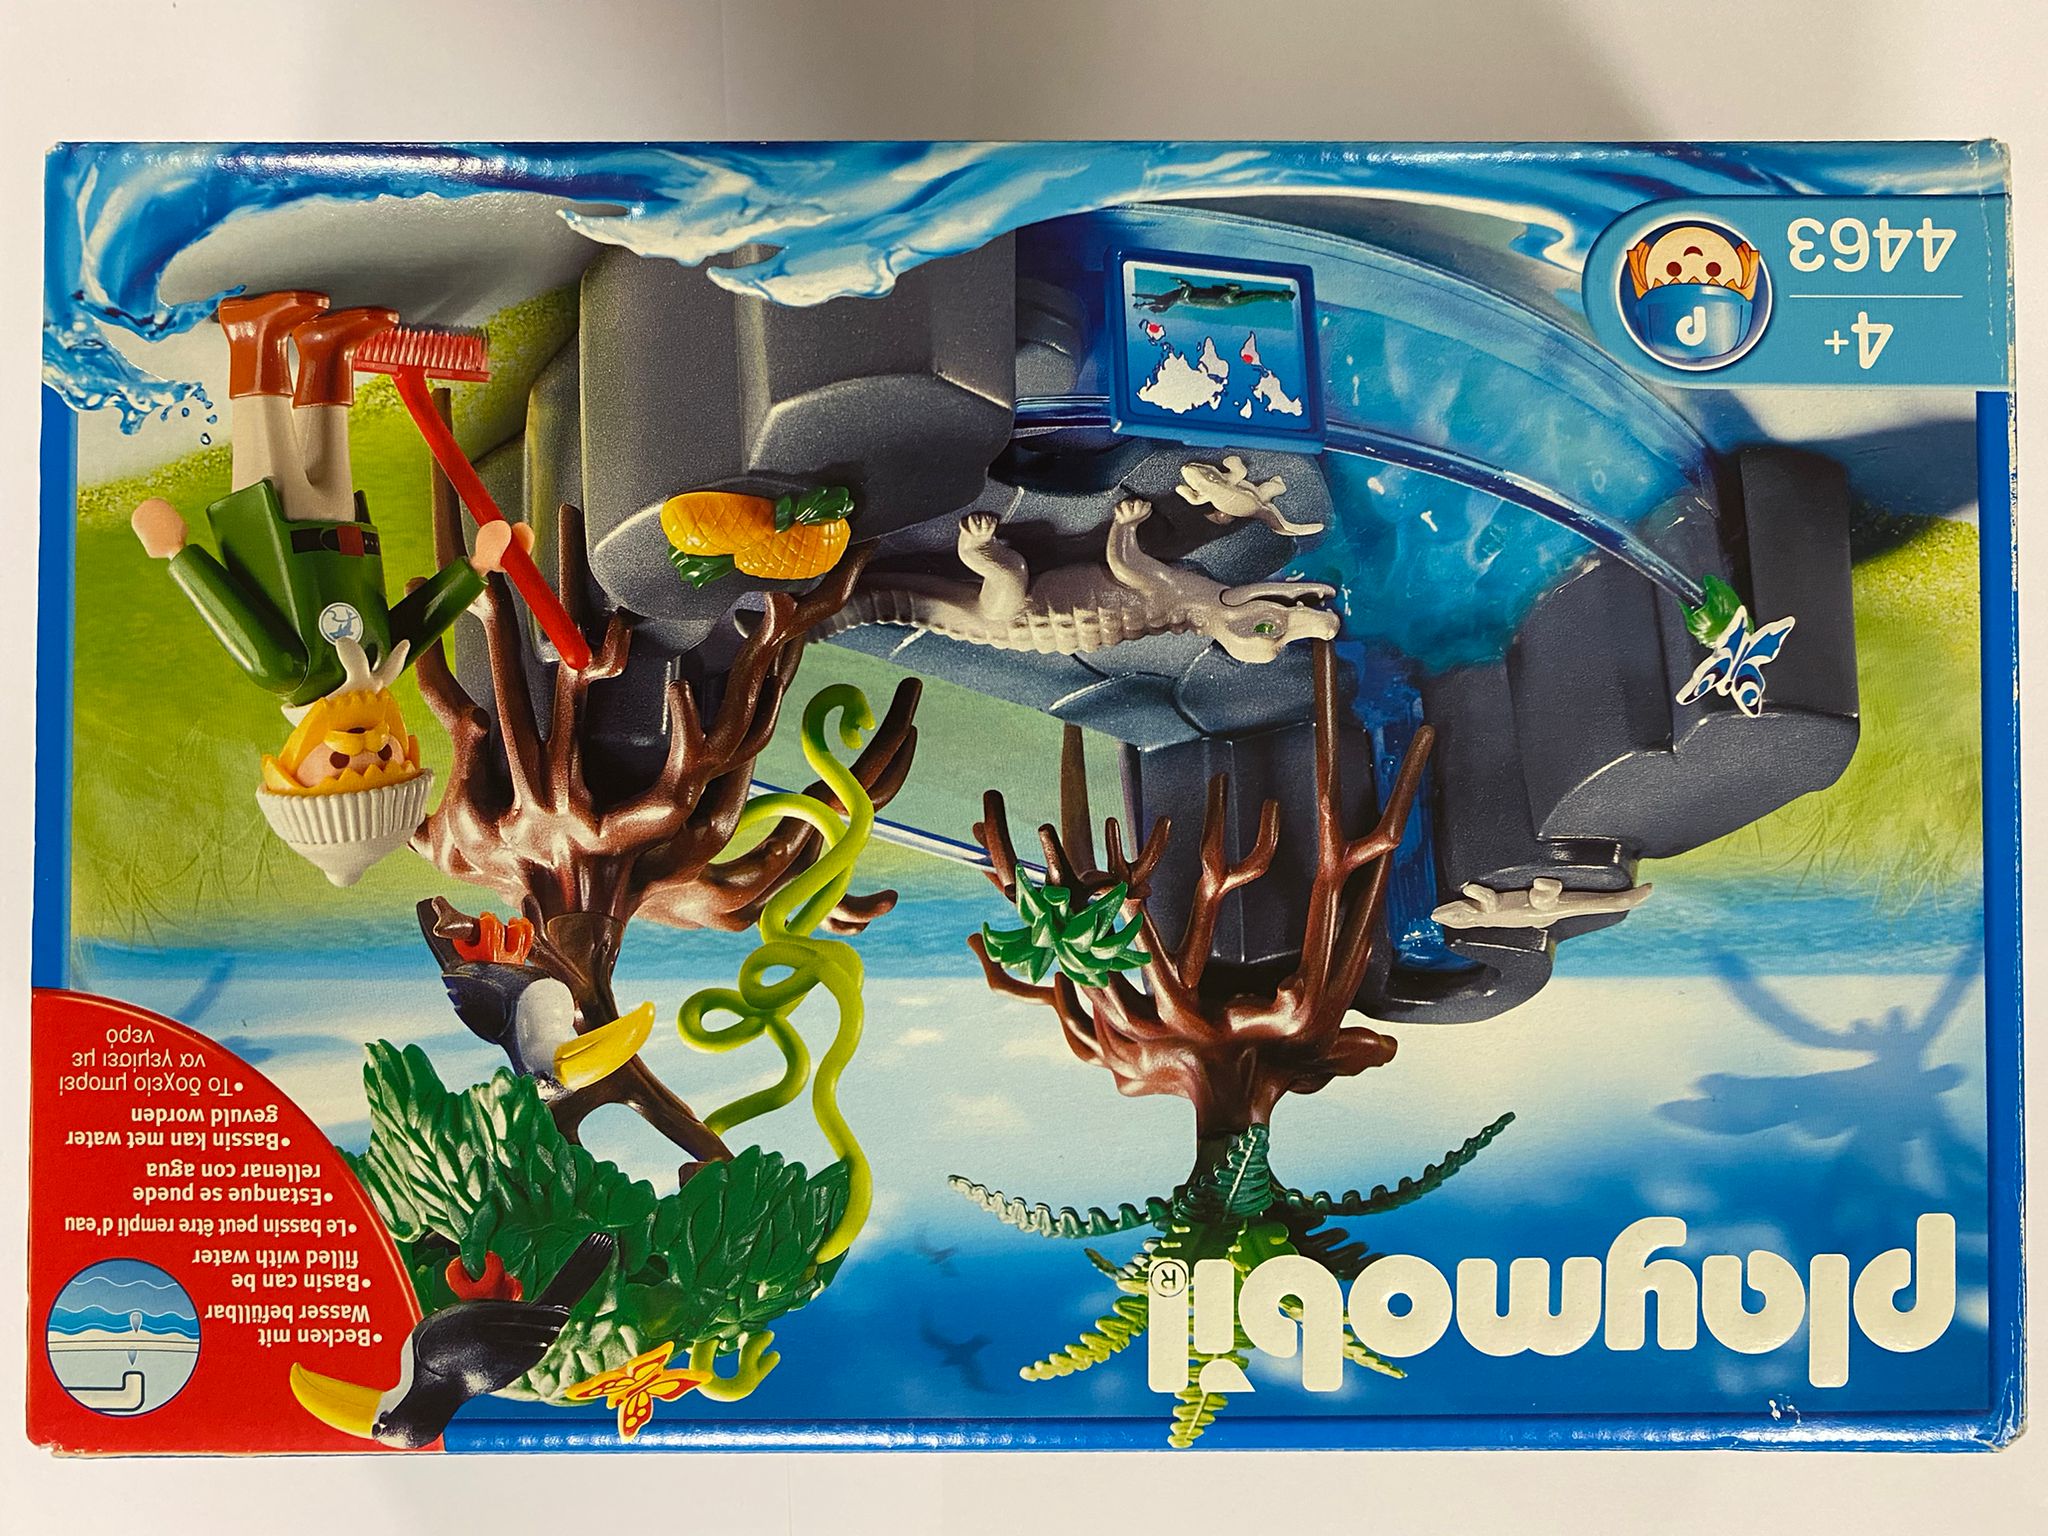 playmobil®
•Becken mit
Wasser befüllbar
•Basin can be
filled with water
•Le bassin peut être rempli d'eau
•Estanque se puede
rellenar con agua
•Bassin kan met water
gevuld worden
•Το δοχείο μπορεί
να γεμίσει με
νερό
4+
4463
p